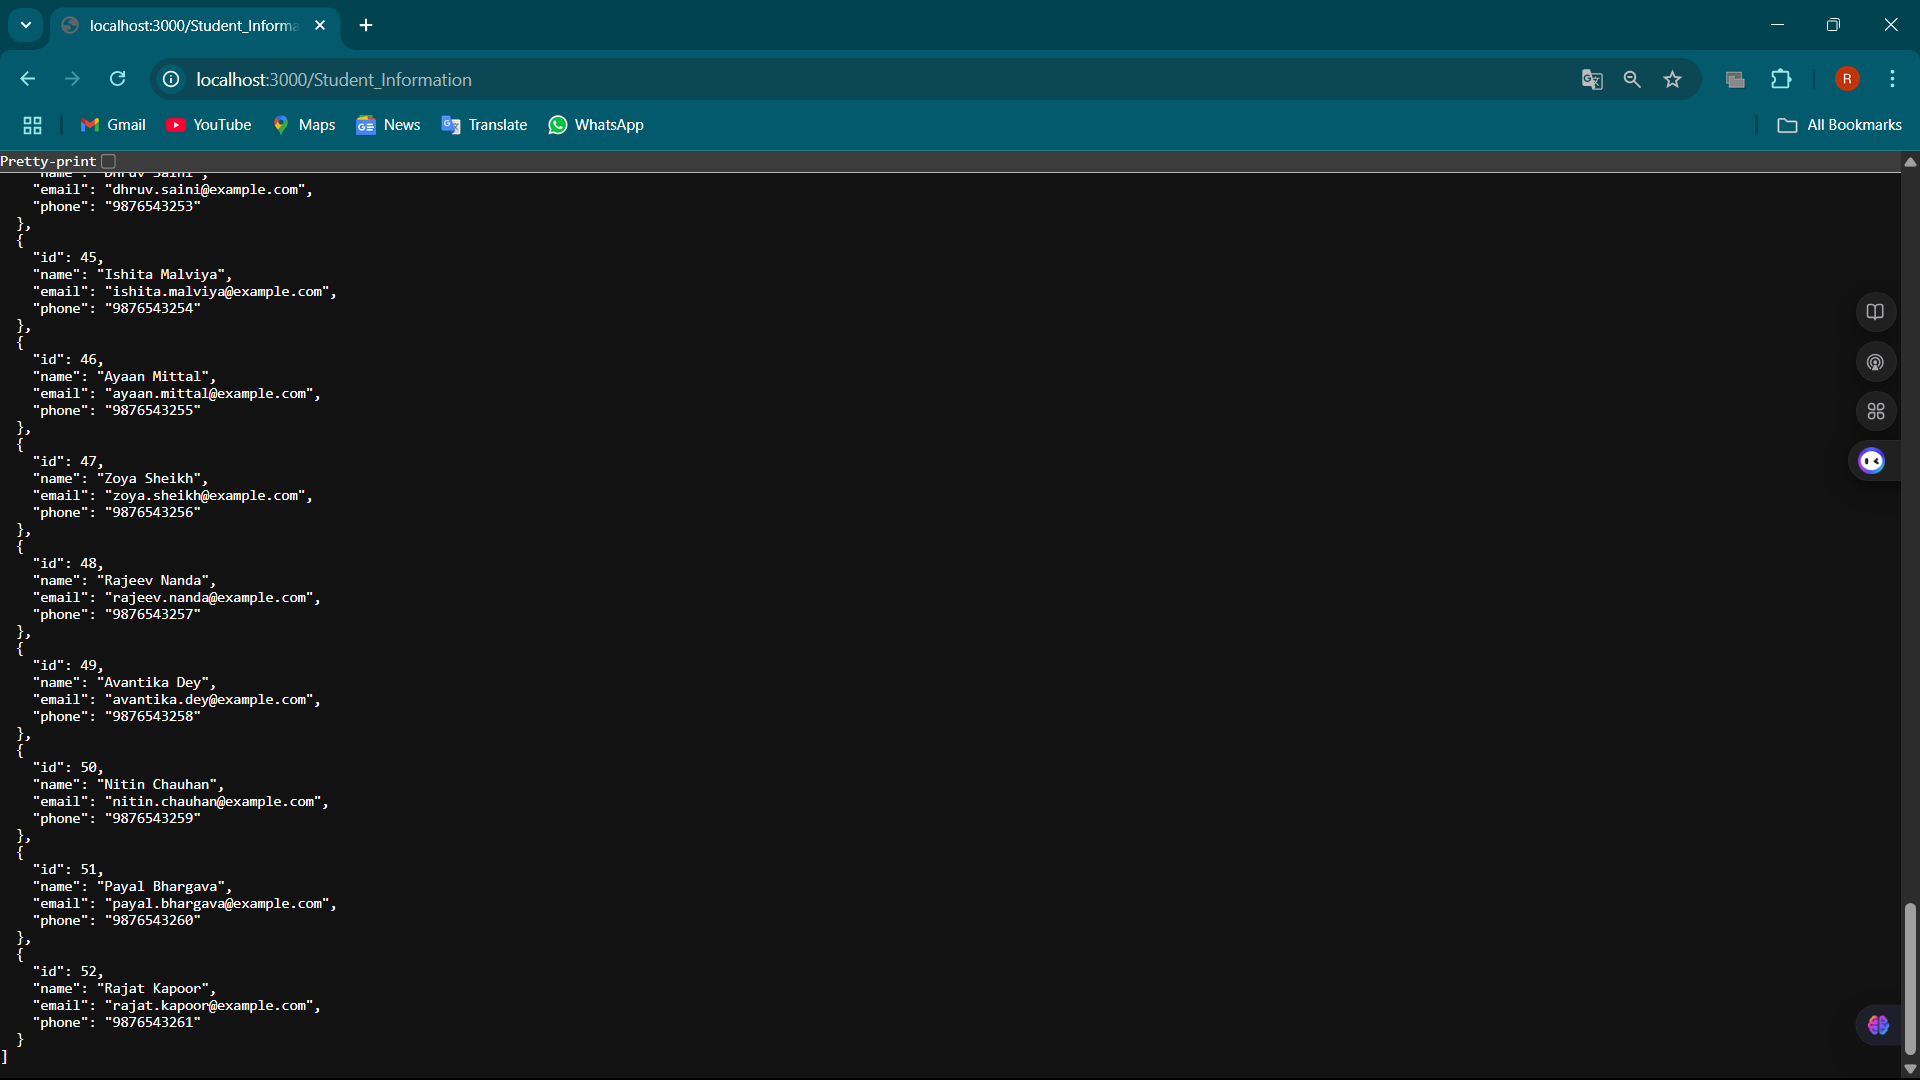 localhost:3000/Student_Informa
localhost:3000/Student_Information
R
Gmail
YouTube
Maps
News
Translate
WhatsApp
All Bookmarks
Pretty-print
"name": "Dhruv Saini",
"email": "dhruv.saini@example.com",
"phone": "9876543253"
},
{
"id": 45,
"name": "Ishita Malviya",
"email": "ishita.malviya@example.com",
"phone": "9876543254"
},
{
"id": 46,
"name": "Ayaan Mittal",
"email": "ayaan.mittal@example.com",
"phone": "9876543255"
},
{
"id": 47,
"name": "Zoya Sheikh",
"email": "zoya.sheikh@example.com",
"phone": "9876543256"
},
{
"id": 48,
"name": "Rajeev Nanda",
"email": "rajeev.nanda@example.com",
"phone": "9876543257"
},
{
"id": 49,
"name": "Avantika Dey",
"email": "avantika.dey@example.com",
"phone": "9876543258"
},
{
"id": 50,
"name": "Nitin Chauhan",
"email": "nitin.chauhan@example.com",
"phone": "9876543259"
},
{
"id": 51,
"name": "Payal Bhargava",
"email": "payal.bhargava@example.com",
"phone": "9876543260"
},
{
"id": 52,
"name": "Rajat Kapoor",
"email": "rajat.kapoor@example.com",
"phone": "9876543261"
}
]